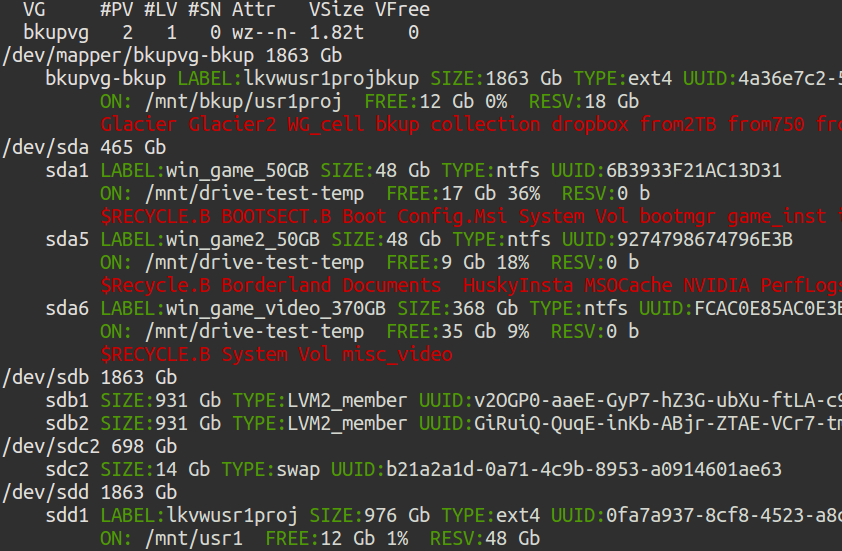 VG #PV #LV #SN Attr VSize VFree
bkupvg 2 1 0 wz--n- 1.82t 0
/dev/mapper/bkupvg-bkup 1863 Gb
bkupvg-bkup LABEL:lkvwusr1projbkup SIZE:1863 Gb TYPE:ext4 UUID:4a36e7c2-5
ON: /mnt/bkup/usr1proj FREE:12 Gb 0% RESV:18 Gb
Glacier Glacier2 WG_cell bkup collection dropbox from2TB from750 fro
/dev/sda 465 Gb
sda1 LABEL:win_game_50GB SIZE:48 Gb TYPE:ntfs UUID:6B3933F21AC13D31
ON: /mnt/drive-test-temp FREE:17 Gb 36% RESV:0 b
$RECYCLE.B BOOTSECT.B Boot Config.Msi System Vol bootmgr game_inst
sda5 LABEL:win_game2_50GB SIZE:48 Gb TYPE:ntfs UUID:9274798674796E3B
ON: /mnt/drive-test-temp FREE:9 Gb 18% RESV:0 b
$Recycle.B Borderland Documents HuskyInsta MSOCache NVIDIA PerfLogs
sda6 LABEL:win_game_video_370GB SIZE:368 Gb TYPE:ntfs UUID:FCAC0E85AC0E3E
ON: /mnt/drive-test-temp FREE:35 Gb 9% RESV:0 b
$RECYCLE.B System Vol misc_video
/dev/sdb 1863 Gb
sdb1 SIZE:931 Gb TYPE:LVM2_member UUID:v2OGP0-aaeE-GyP7-hZ3G-ubXu-ftLA-c9
sdb2 SIZE:931 Gb TYPE:LVM2_member UUID:GiRuiQ-QuqE-inKb-ABjr-ZTAE-VCr7-tm
/dev/sdc2 698 Gb
sdc2 SIZE:14 Gb TYPE:swap UUID:b21a2a1d-0a71-4c9b-8953-a0914601ae63
/dev/sdd 1863 Gb
sdd1 LABEL:lkvwusr1proj SIZE:976 Gb TYPE:ext4 UUID:0fa7a937-8cf8-4523-a8c
ON: /mnt/usr1 FREE:12 Gb 1% RESV:48 Gb